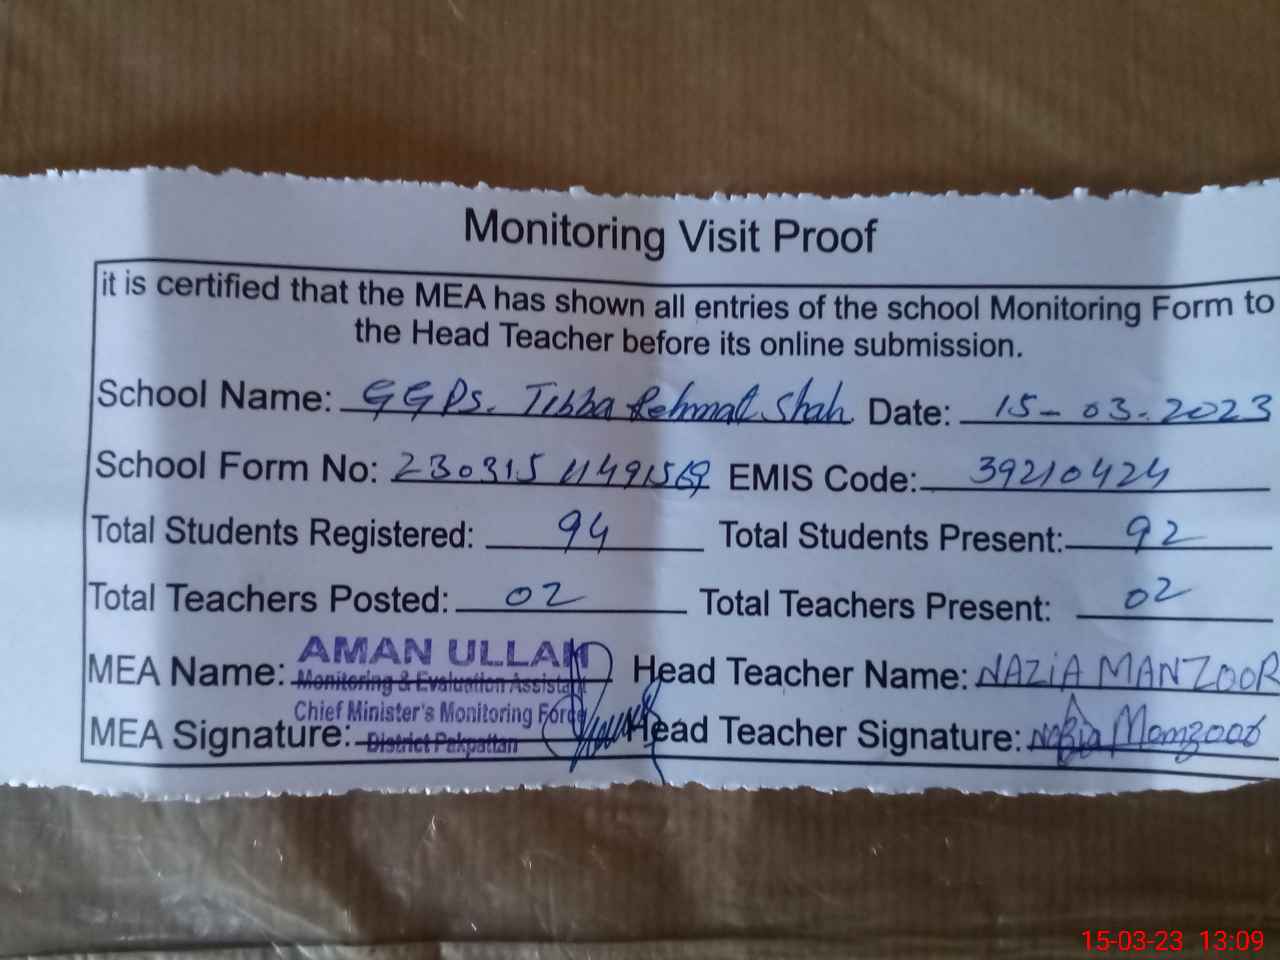 Monitoring Visit Proof
it is certified that the MEA has shown all entries of the school Monitoring Form to
the Head Teacher before its online submission.
School Name: GGPs. Tibba Rehmat Shah Date: 15-03-2023
School Form No: 230315 11491569 EMIS Code: 39210424
Total Students Registered: 94 Total Students Present: 92
Total Teachers Posted: 02 Total Teachers Present: 02
MEA Name: AMAN ULLAH Head Teacher Name: NAZIA MANZOOR
Monitoring & Evaluation Assistant
Chief Minister's Monitoring Force
MEA Signature: District Pakpattan Head Teacher Signature: Nazia Manzoor
15-03-23 13:09